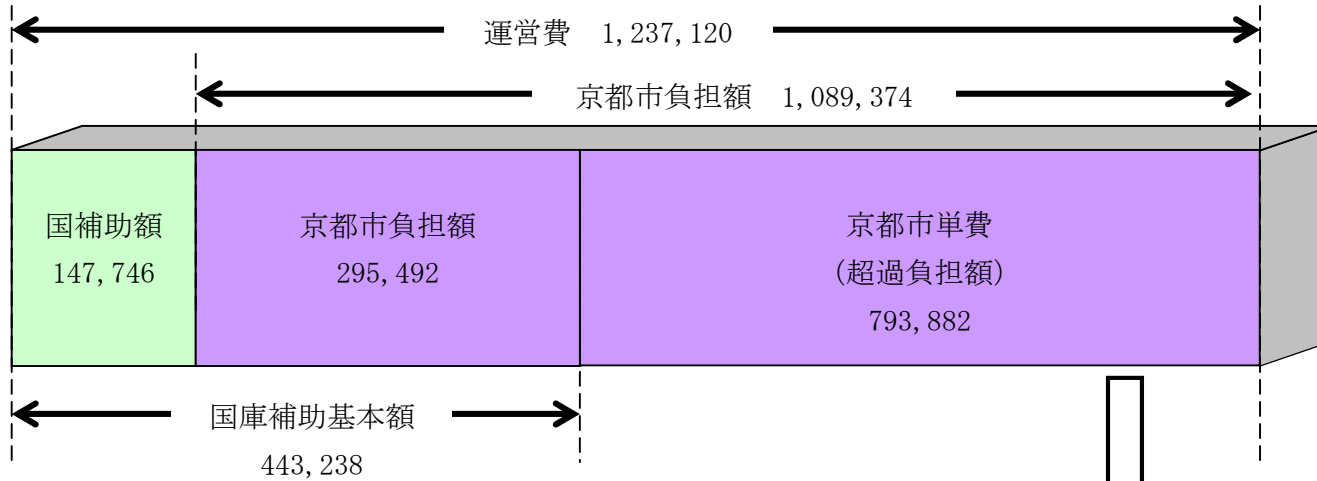 運営費 1,237,120
京都市負担額 1,089,374
国補助額
147,746
京都市負担額
295,492
京都市単費
(超過負担額)
793,882
国庫補助基本額
443,238